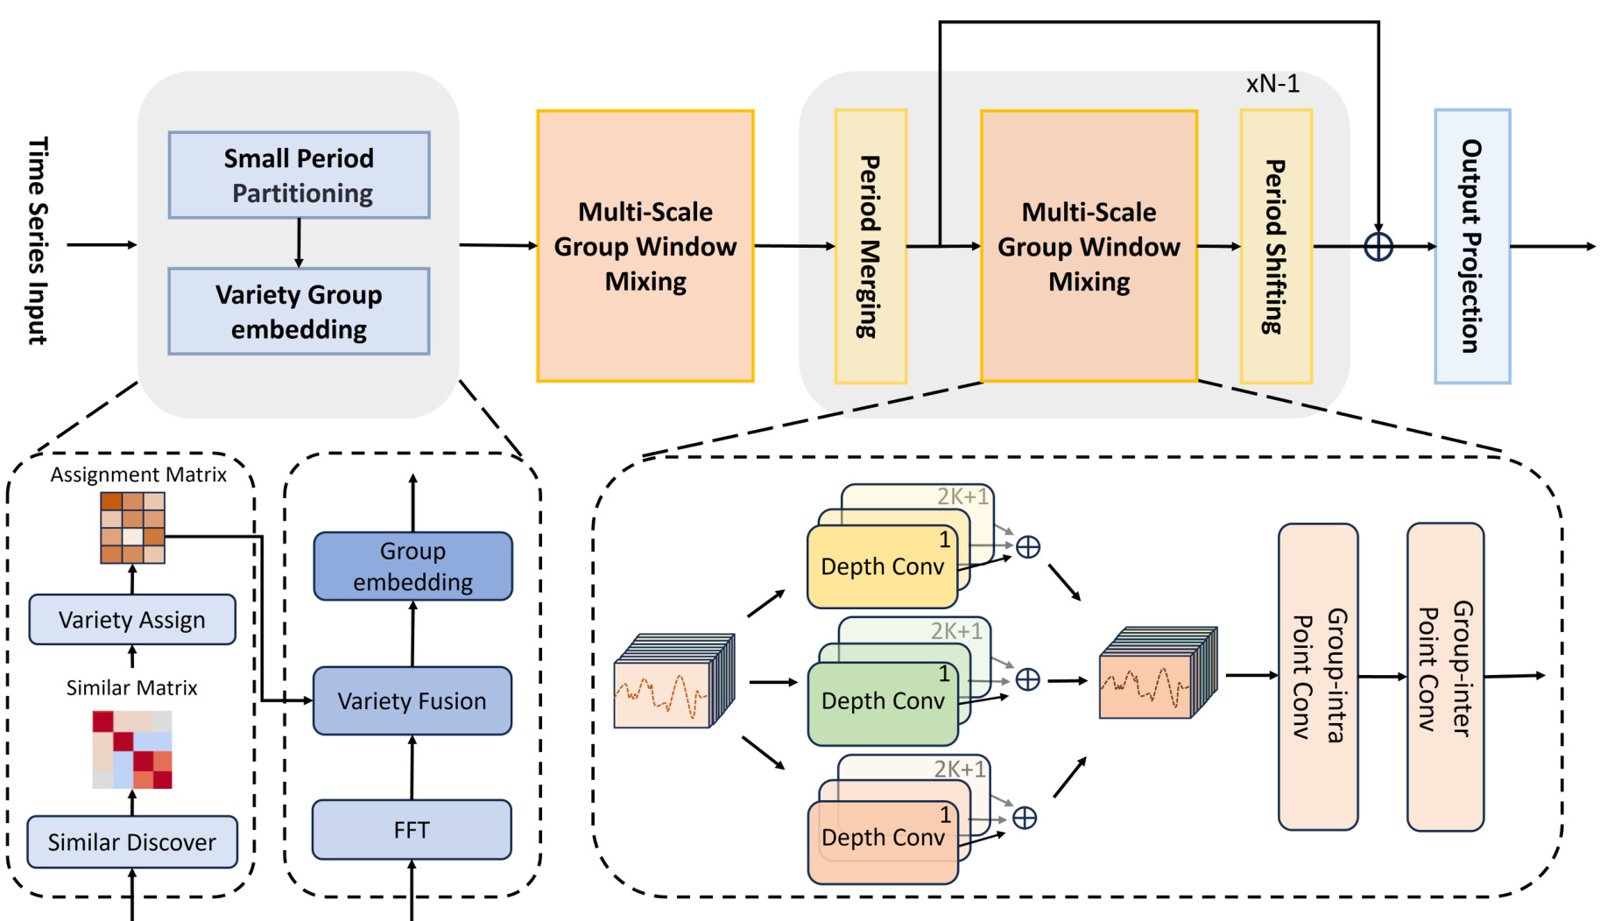 Time Series Input
Small Period
Partitioning
Variety Group
embedding
Multi-Scale
Group Window
Mixing
xN-1
Period Merging
Multi-Scale
Group Window
Mixing
Period Shifting
Output Projection
Assignment Matrix
Variety Assign
Similar Matrix
Similar Discover
Group
embedding
Variety Fusion
FFT
2K+1
1
Depth Conv
2K+1
1
Depth Conv
2K+1
1
Depth Conv
Group-intra
Point Conv
Group-inter
Point Conv